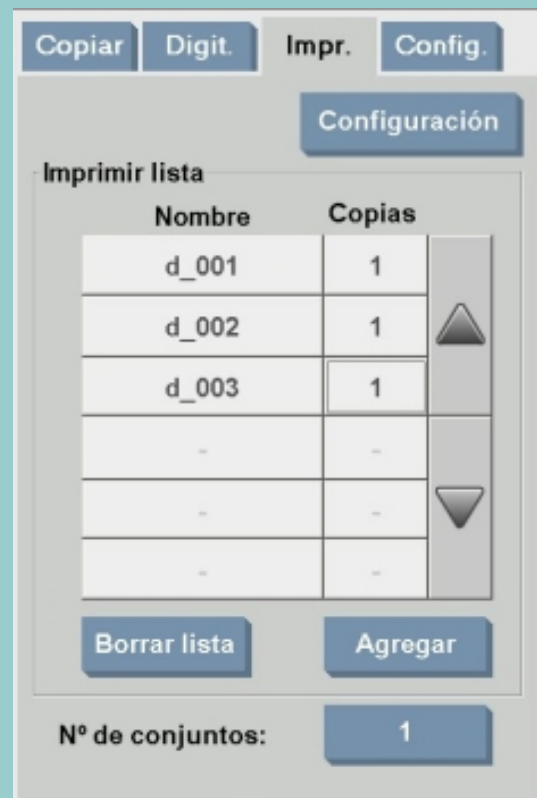 Copiar Digit. Impr. Config.
Configuración
Imprimir lista
Nombre Copias
d_001 1
d_002 1
d_003 1
- -
- -
- -
Borrar lista Agregar
Nº de conjuntos: 1